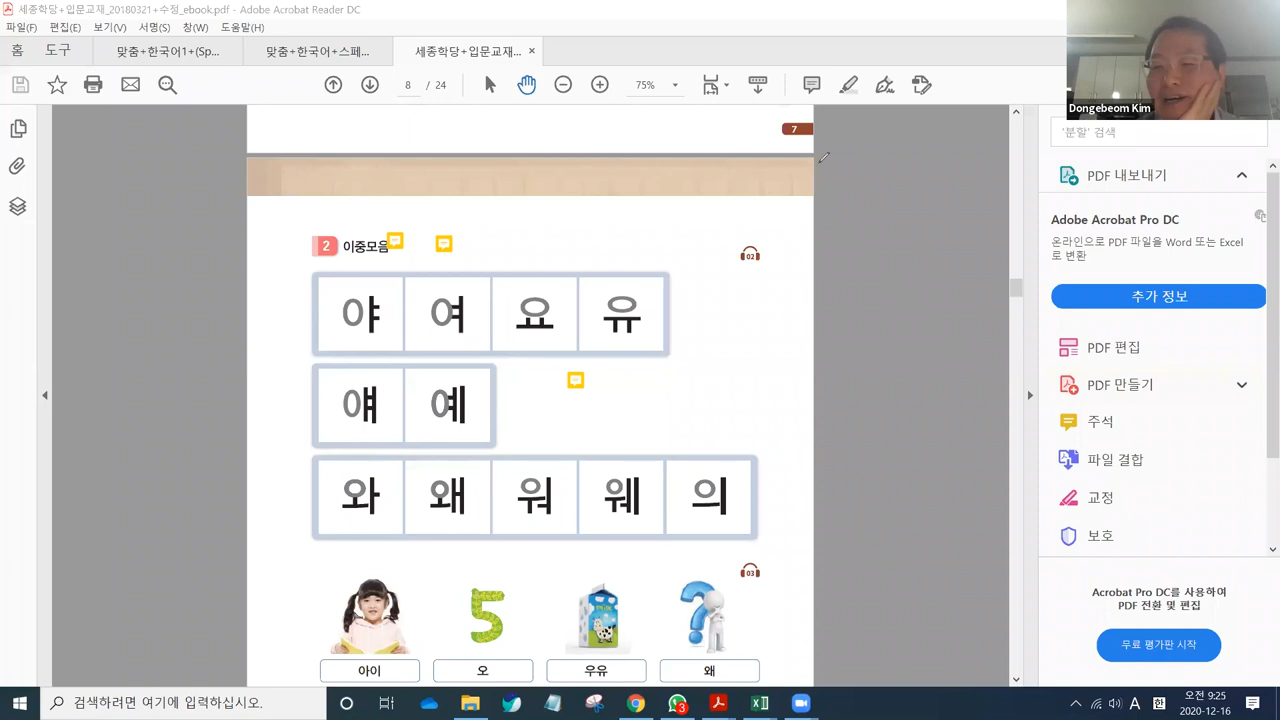 세종학당+입문교재_20180321+수정_ebook.pdf - Adobe Acrobat Reader DC
파일(F) 편집(E) 보기(V) 서명(S) 창(W) 도움말(H)
홈 도구 맞춤+한국어1+(Sp... 맞춤+한국어+스페... 세종학당+입문교재... ×
8 / 24 75%
Dongebeom Kim
'분할' 검색
7
PDF 내보내기
2 이중모음
02
Adobe Acrobat Pro DC
온라인으로 PDF 파일을 Word 또는 Excel
로 변환
추가 정보
야 여 요 유
PDF 편집
PDF 만들기
얘 예
주석
파일 결합
와 왜 워 웨 의
교정
보호
03
5
milk
?
Acrobat Pro DC를 사용하여
PDF 전환 및 편집
무료 평가판 시작
아이 오 우유 왜
검색하려면 여기에 입력하십시오.
3
A 한
오전 9:25
2020-12-16